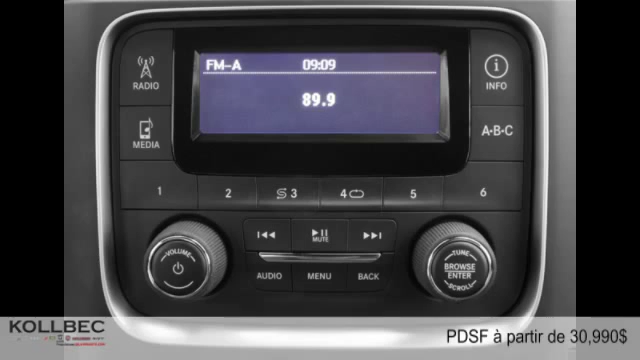 FM-A 09:09
89.9
RADIO
INFO
MEDIA
A-B-C
1 2 3 4 5 6
MUTE
VOLUME
AUDIO MENU BACK
TUNE
BROWSE
ENTER
SCROLL
KOLLBEC
PDSF à partir de 30,990$